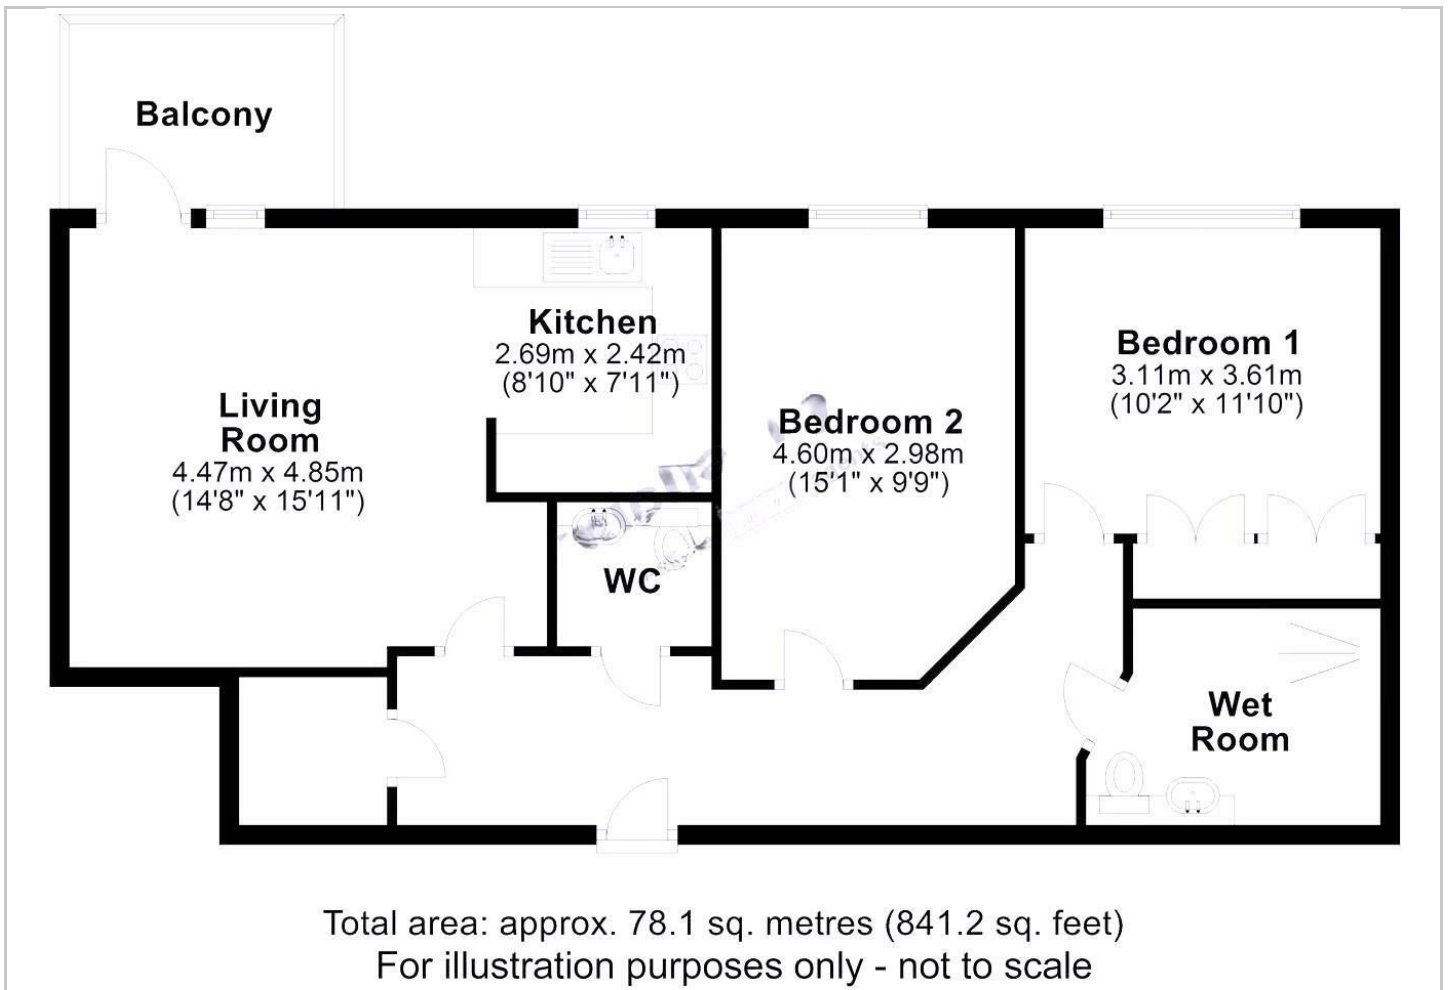 Balcony
Kitchen
2.69m x 2.42m
(8'10" x 7'11")
Living
Room
4.47m x 4.85m
(14'8" x 15'11")
Bedroom 2
4.60m x 2.98m
(15'1" x 9'9")
Bedroom 1
3.11m x 3.61m
(10'2" x 11'10")
WC
Wet
Room
Total area: approx. 78.1 sq. metres (841.2 sq. feet)
For illustration purposes only - not to scale